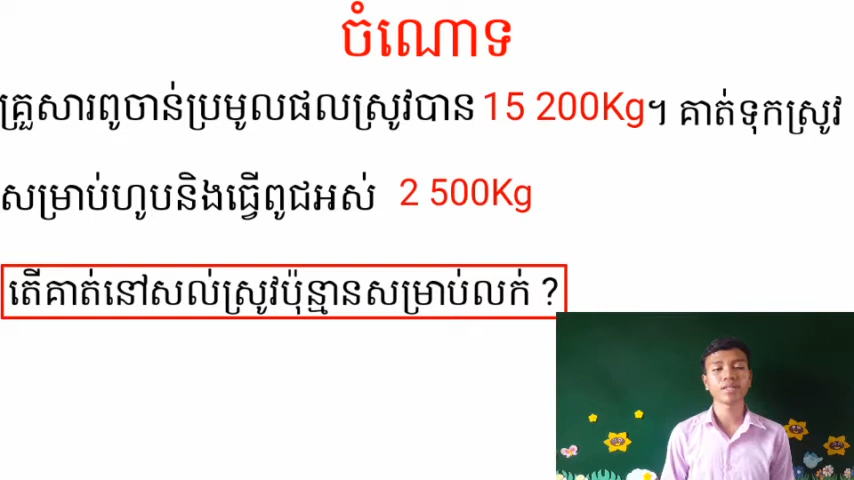 ចំណោទ
គ្រួសារពូចាន់ប្រមូលផលស្រូវបាន 15 200Kg។ គាត់ទុកស្រូវ
សម្រាប់ហូបនិងធ្វើពូជអស់ 2 500Kg
តើគាត់នៅសល់ស្រូវប៉ុន្មានសម្រាប់លក់ ?